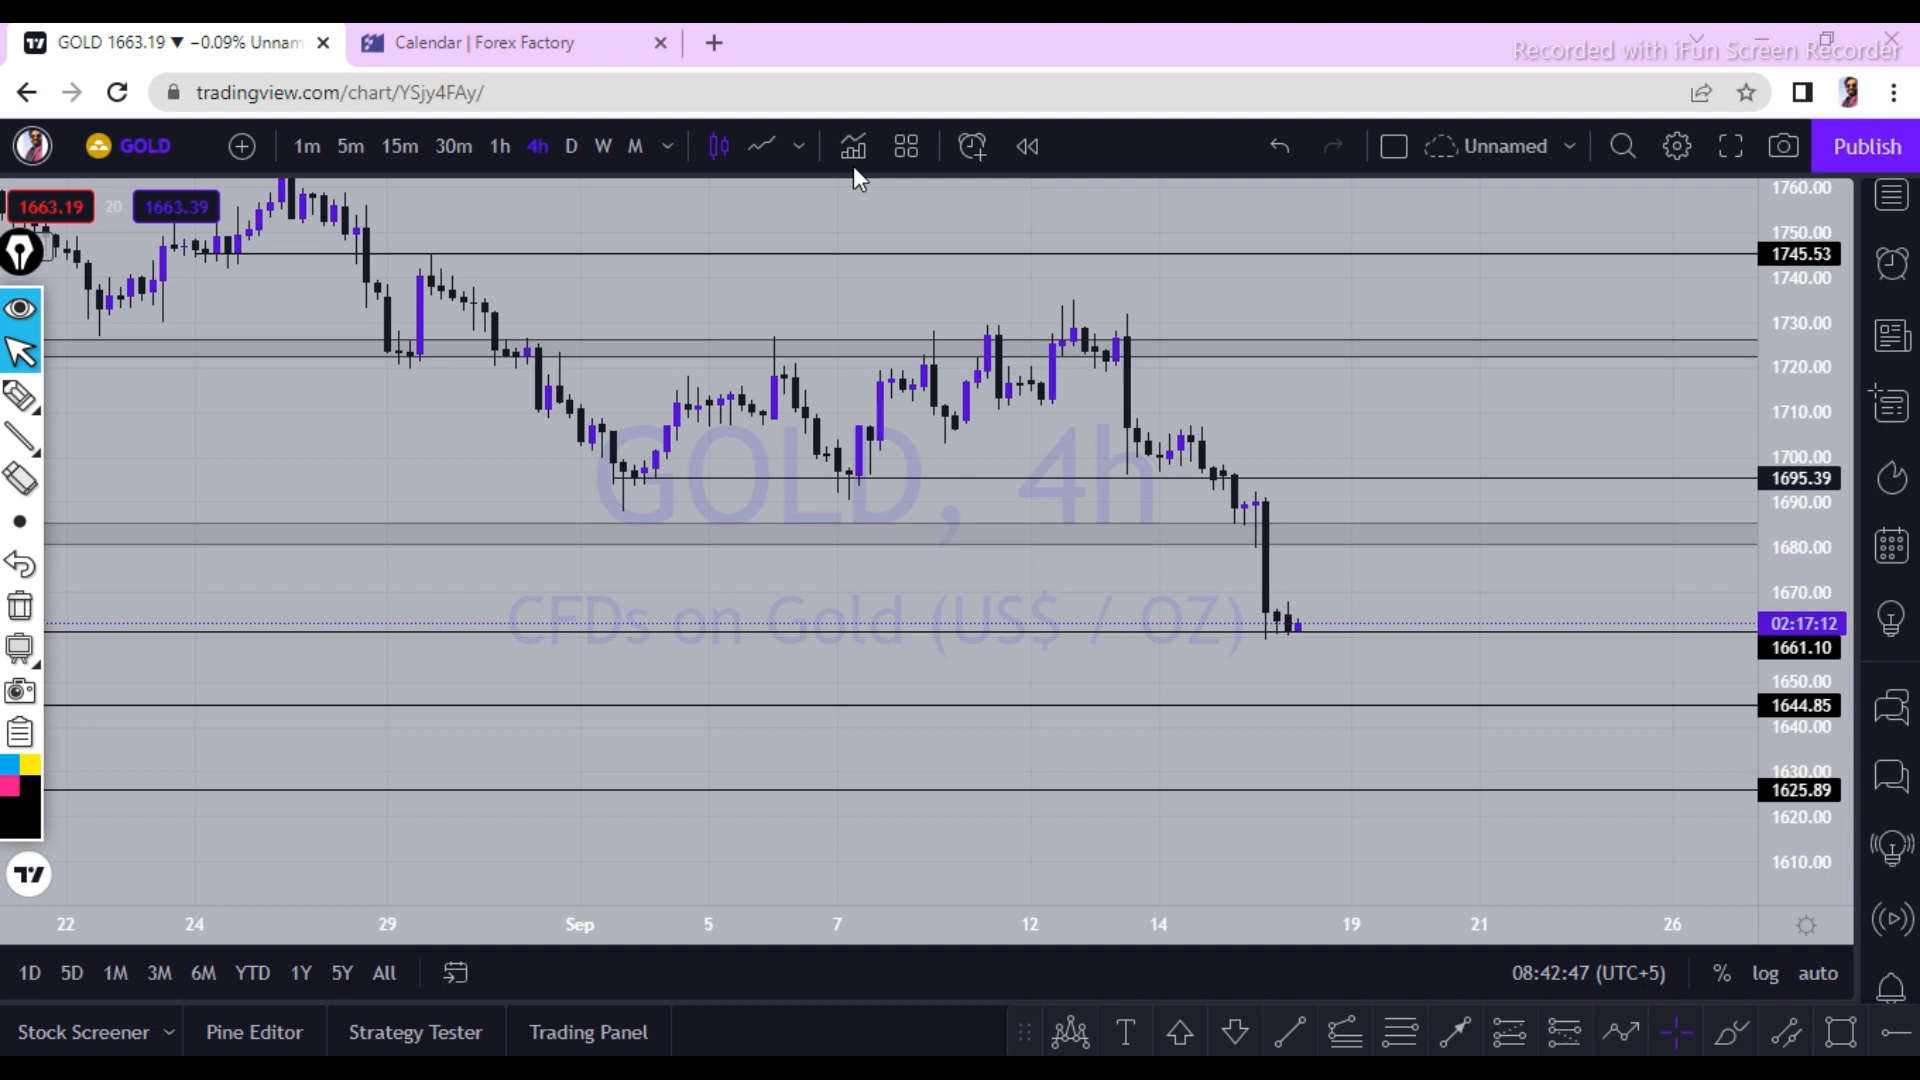 GOLD 1663.19 ▼ −0.09% Unnam
Calendar | Forex Factory
Recorded with iFun Screen Recorder
tradingview.com/chart/YSjy4FAy/
GOLD 1m 5m 15m 30m 1h 4h D W M Unnamed Publish
1663.19 20 1663.39
1760.00
1750.00
1745.53
1740.00
1730.00
1720.00
1710.00
1700.00
1695.39
1690.00
1680.00
1670.00
02:17:12
1661.10
1650.00
1644.85
1640.00
1630.00
1625.89
1620.00
1610.00
GOLD, 4h
CFDs on Gold (US$ / OZ)
22 24 29 Sep 5 7 12 14 19 21 26
1D 5D 1M 3M 6M YTD 1Y 5Y All 08:42:47 (UTC+5) % log auto
Stock Screener Pine Editor Strategy Tester Trading Panel